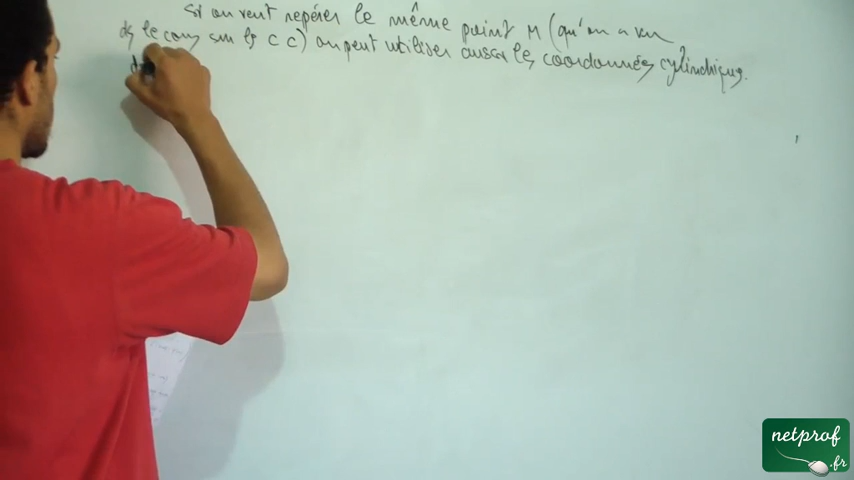 Si on veut repérer le même point M (qu'on a vu
ds le cours sur les C C) on peut utiliser aussi les coordonnées cylindriques.
netprof
.fr